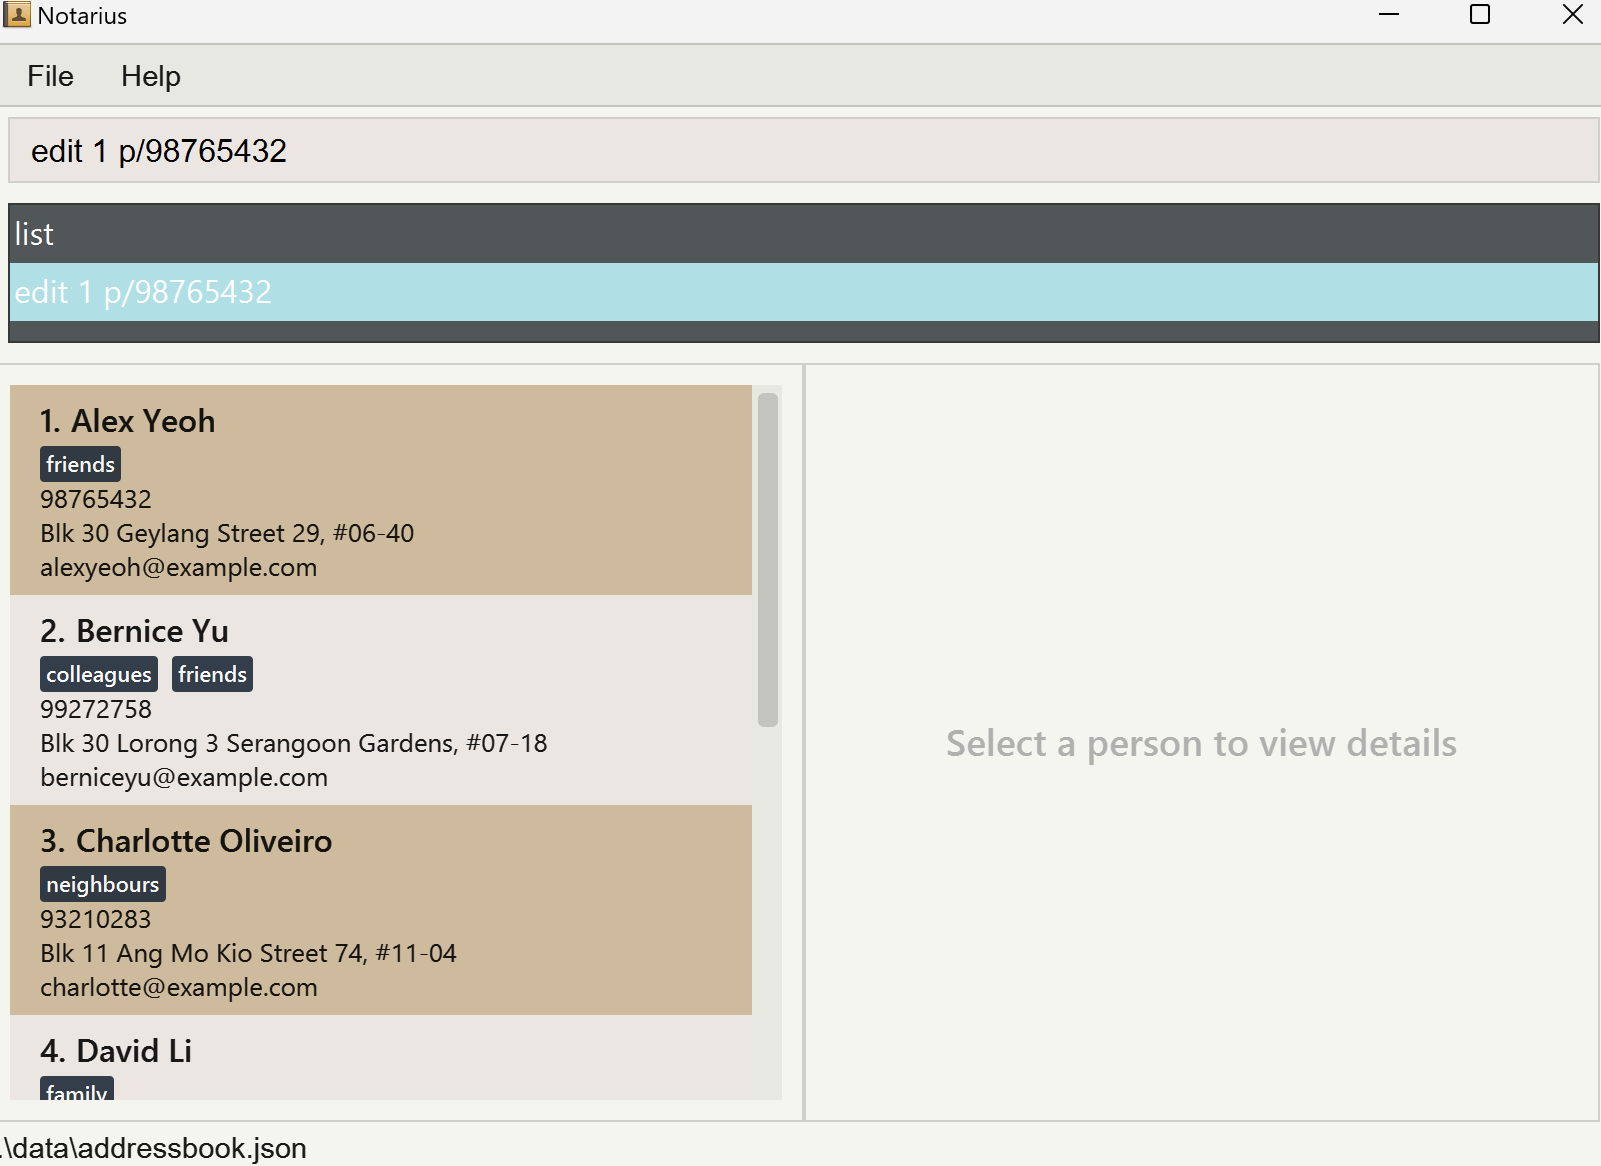 Notarius
File Help
edit 1 p/98765432
list
edit 1 p/98765432
1. Alex Yeoh
friends
98765432
Blk 30 Geylang Street 29, #06-40
alexyeoh@example.com
2. Bernice Yu
colleagues friends
99272758
Blk 30 Lorong 3 Serangoon Gardens, #07-18
berniceyu@example.com
3. Charlotte Oliveiro
neighbours
93210283
Blk 11 Ang Mo Kio Street 74, #11-04
charlotte@example.com
4. David Li
family
Select a person to view details
.\data\addressbook.json